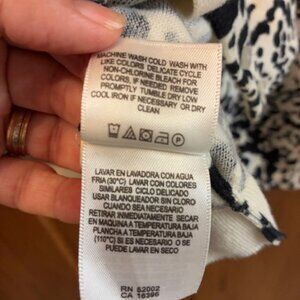 MACHINE WASH COLD WASH WITH
LIKE COLORS DELICATE CYCLE
NON-CHLORINE BLEACH FOR
COLORS, IF NEEDED REMOVE
PROMPTLY TUMBLE DRY LOW
COOL IRON IF NECESSARY OR DRY
CLEAN
LAVAR EN LAVADORA CON AGUA
FRIA (30°C) LAVAR CON COLORES
SIMILARES CICLO DELICADO
USAR BLANQUEADOR SIN CLORO
CUANDO SEA NECESARIO
RETIRAR INMEDIATAMENTE SECAR
A MAQUINA A TEMPERATURA BAJA
PLANCHA A TEMPERATURA BAJA
(110°C) SI ES NECESARIO O SE
PUEDE LAVAR EN SECO
RN 52002
CA 16396